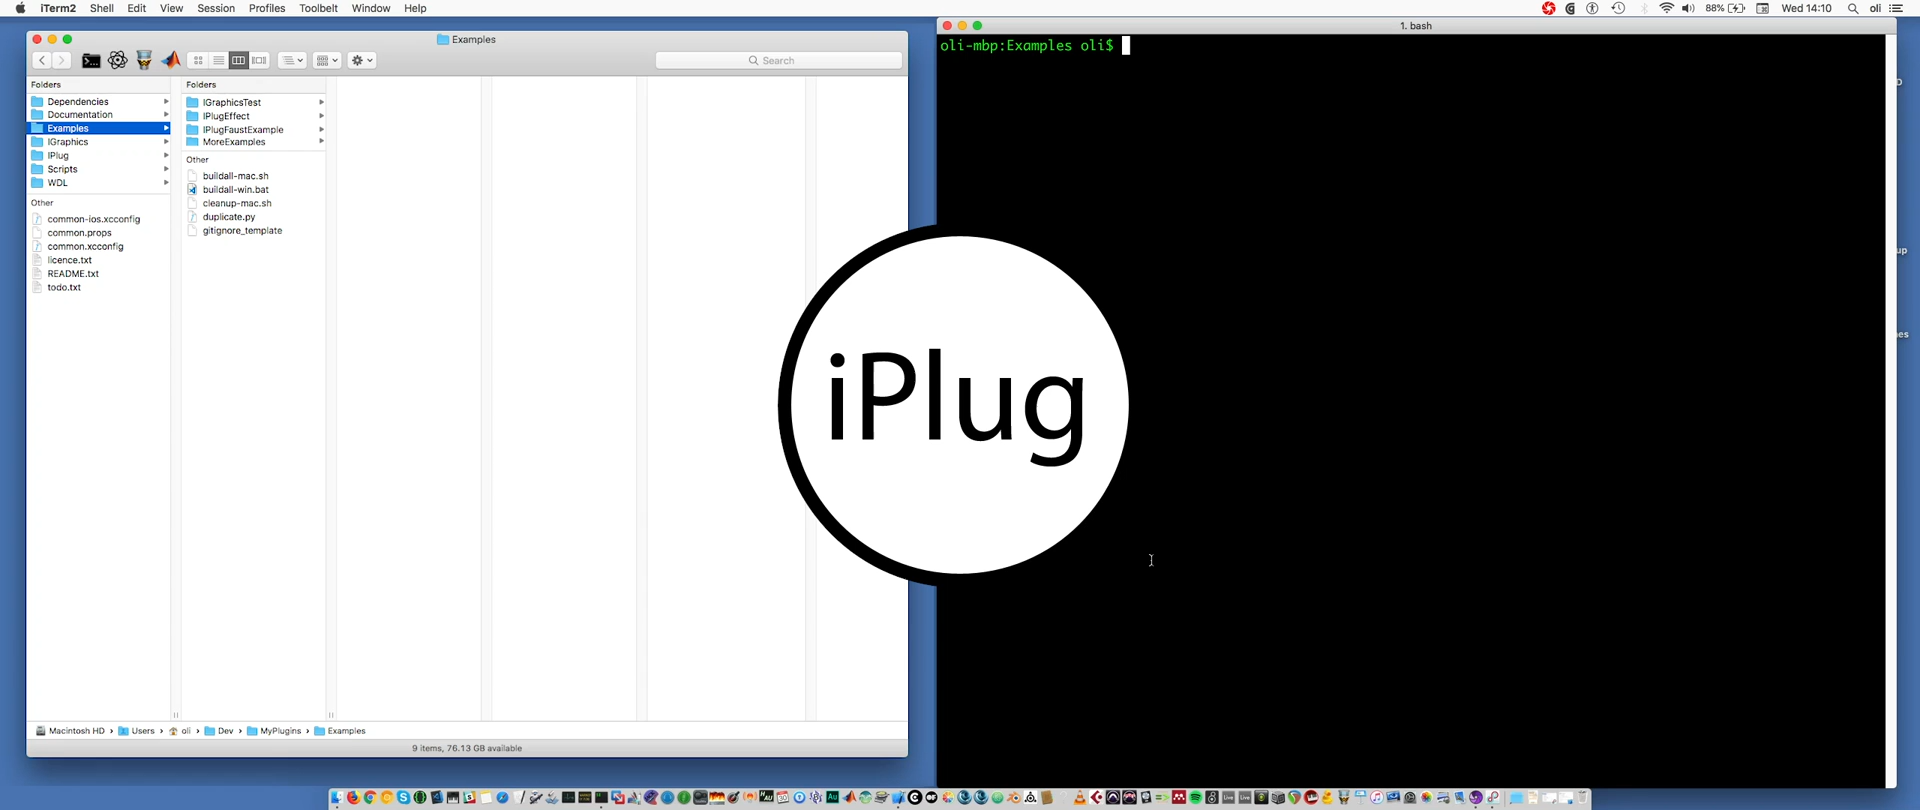 iTerm2 Shell Edit View Session Profiles Toolbelt Window Help
88% Wed 14:10 oli
Examples
Search
Folders
Dependencies
Documentation
Examples
IGraphics
IPlug
Scripts
WDL
Other
common-ios.xcconfig
common.props
common.xcconfig
licence.txt
README.txt
todo.txt
Folders
IGraphicsTest
IPlugEffect
IPlugFaustExample
MoreExamples
Other
buildall-mac.sh
buildall-win.bat
cleanup-mac.sh
duplicate.py
gitignore_template
Macintosh HD › Users › oli › Dev › MyPlugins › Examples
9 items, 76.13 GB available
1. bash
oli-mbp:Examples oli$
iPlug